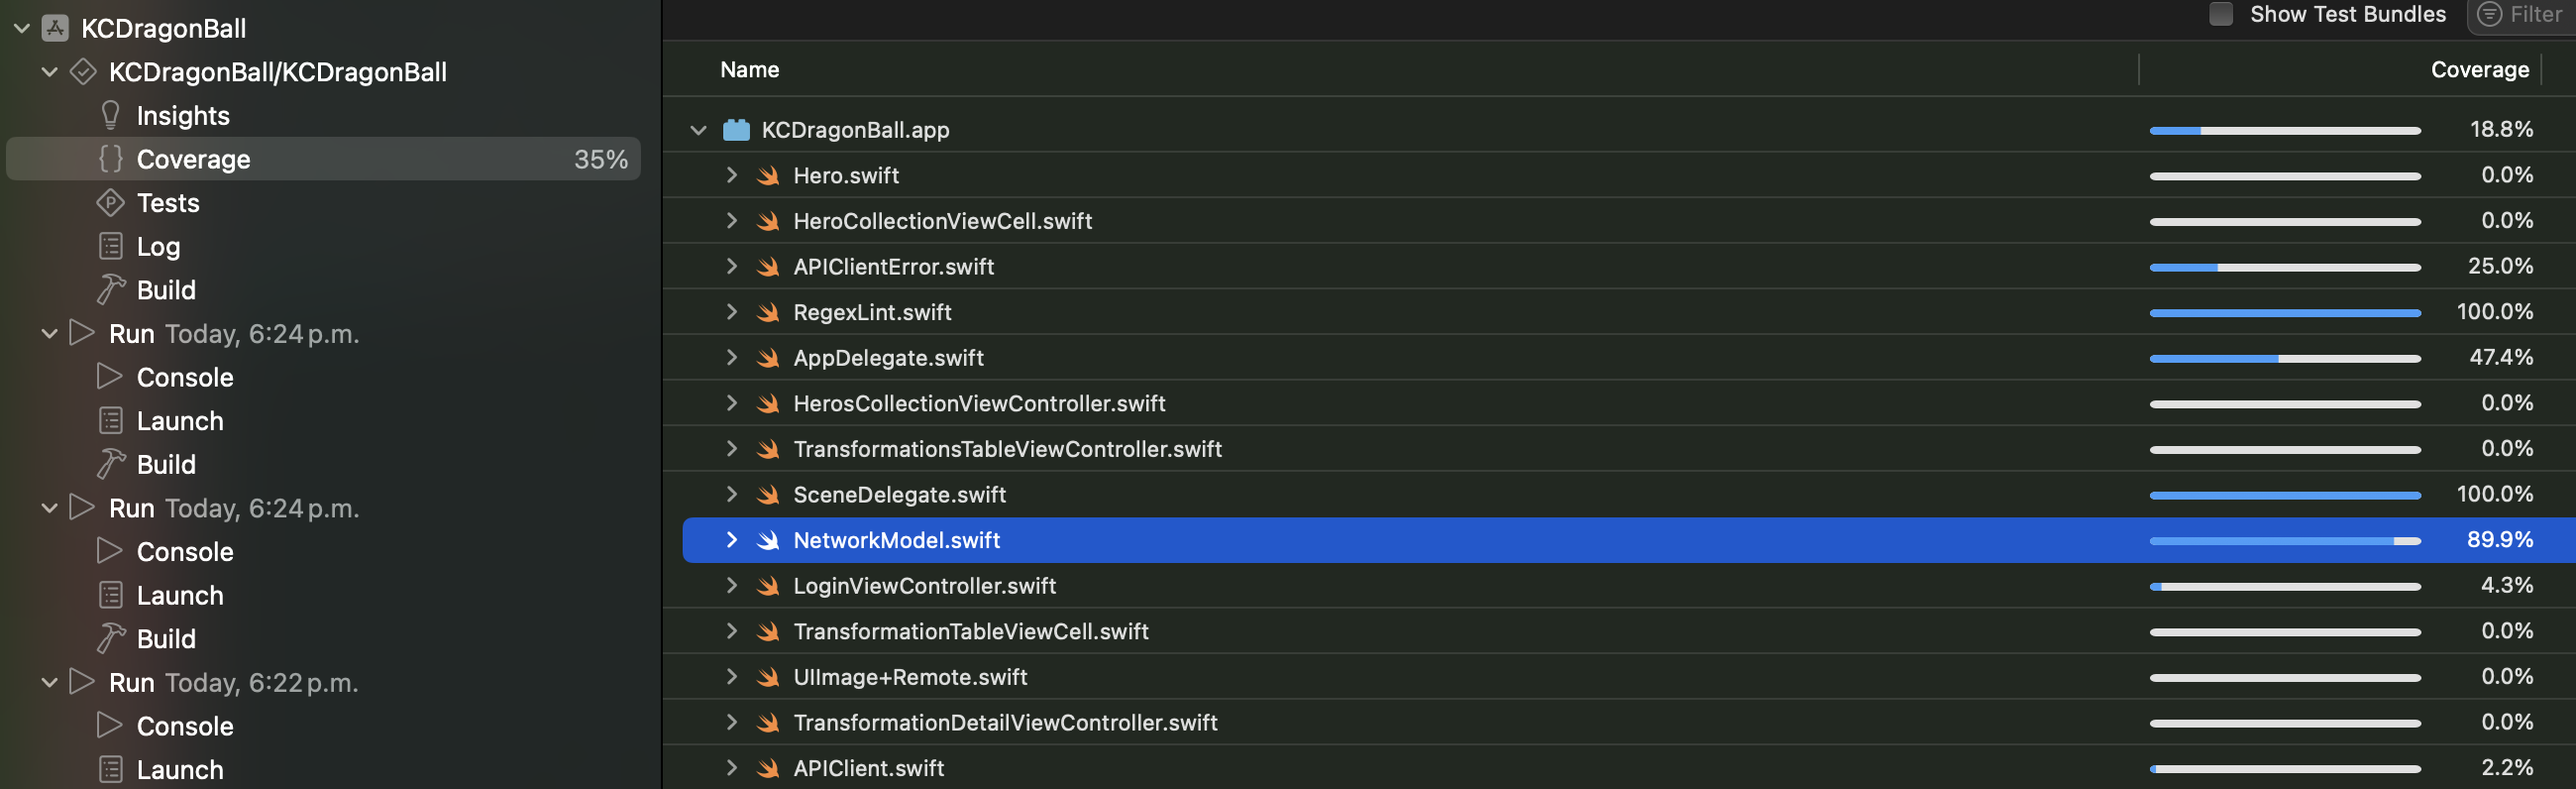 KCDragonBall
KCDragonBall/KCDragonBall
Insights
Coverage 35%
Tests
Log
Build
Run Today, 6:24 p.m.
Console
Launch
Build
Run Today, 6:24 p.m.
Console
Launch
Build
Run Today, 6:22 p.m.
Console
Launch
Show Test Bundles Filter
Name Coverage
KCDragonBall.app 18.8%
Hero.swift 0.0%
HeroCollectionViewCell.swift 0.0%
APIClientError.swift 25.0%
RegexLint.swift 100.0%
AppDelegate.swift 47.4%
HerosCollectionViewController.swift 0.0%
TransformationsTableViewController.swift 0.0%
SceneDelegate.swift 100.0%
NetworkModel.swift 89.9%
LoginViewController.swift 4.3%
TransformationTableViewCell.swift 0.0%
UIImage+Remote.swift 0.0%
TransformationDetailViewController.swift 0.0%
APIClient.swift 2.2%